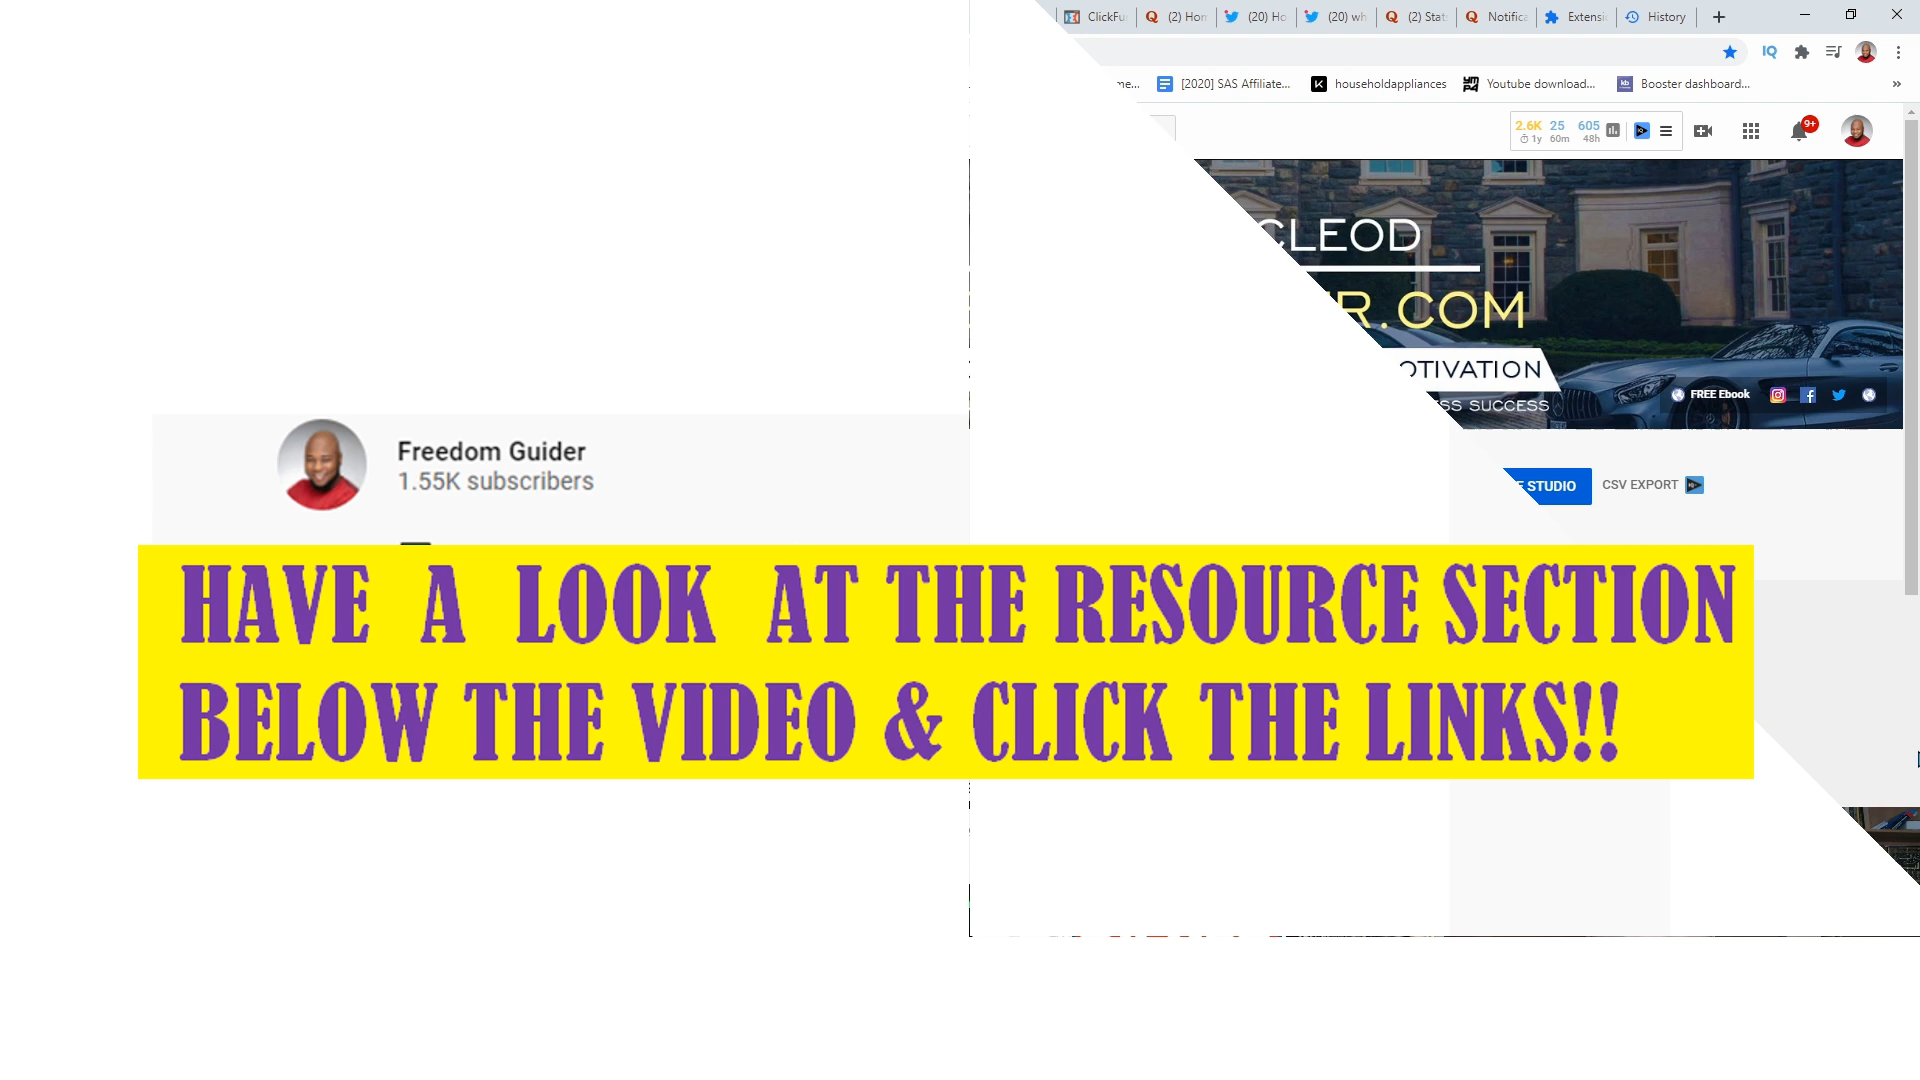 ClickFu
(2) Hon
(20) Ho
(20) wh
(2) Stat
Notifica
Extensi
History
IQ
me...
[2020] SAS Affiliate...
householdappliances
Youtube download...
Booster dashboard...
»
2.6K 25 605
1y 60m 48h
9+
CLEOD
R.COM
OTIVATION
SS SUCCESS
FREE Ebook
Freedom Guider
1.55K subscribers
E STUDIO
CSV EXPORT
HAVE A LOOK AT THE RESOURCE SECTION
BELOW THE VIDEO & CLICK THE LINKS!!